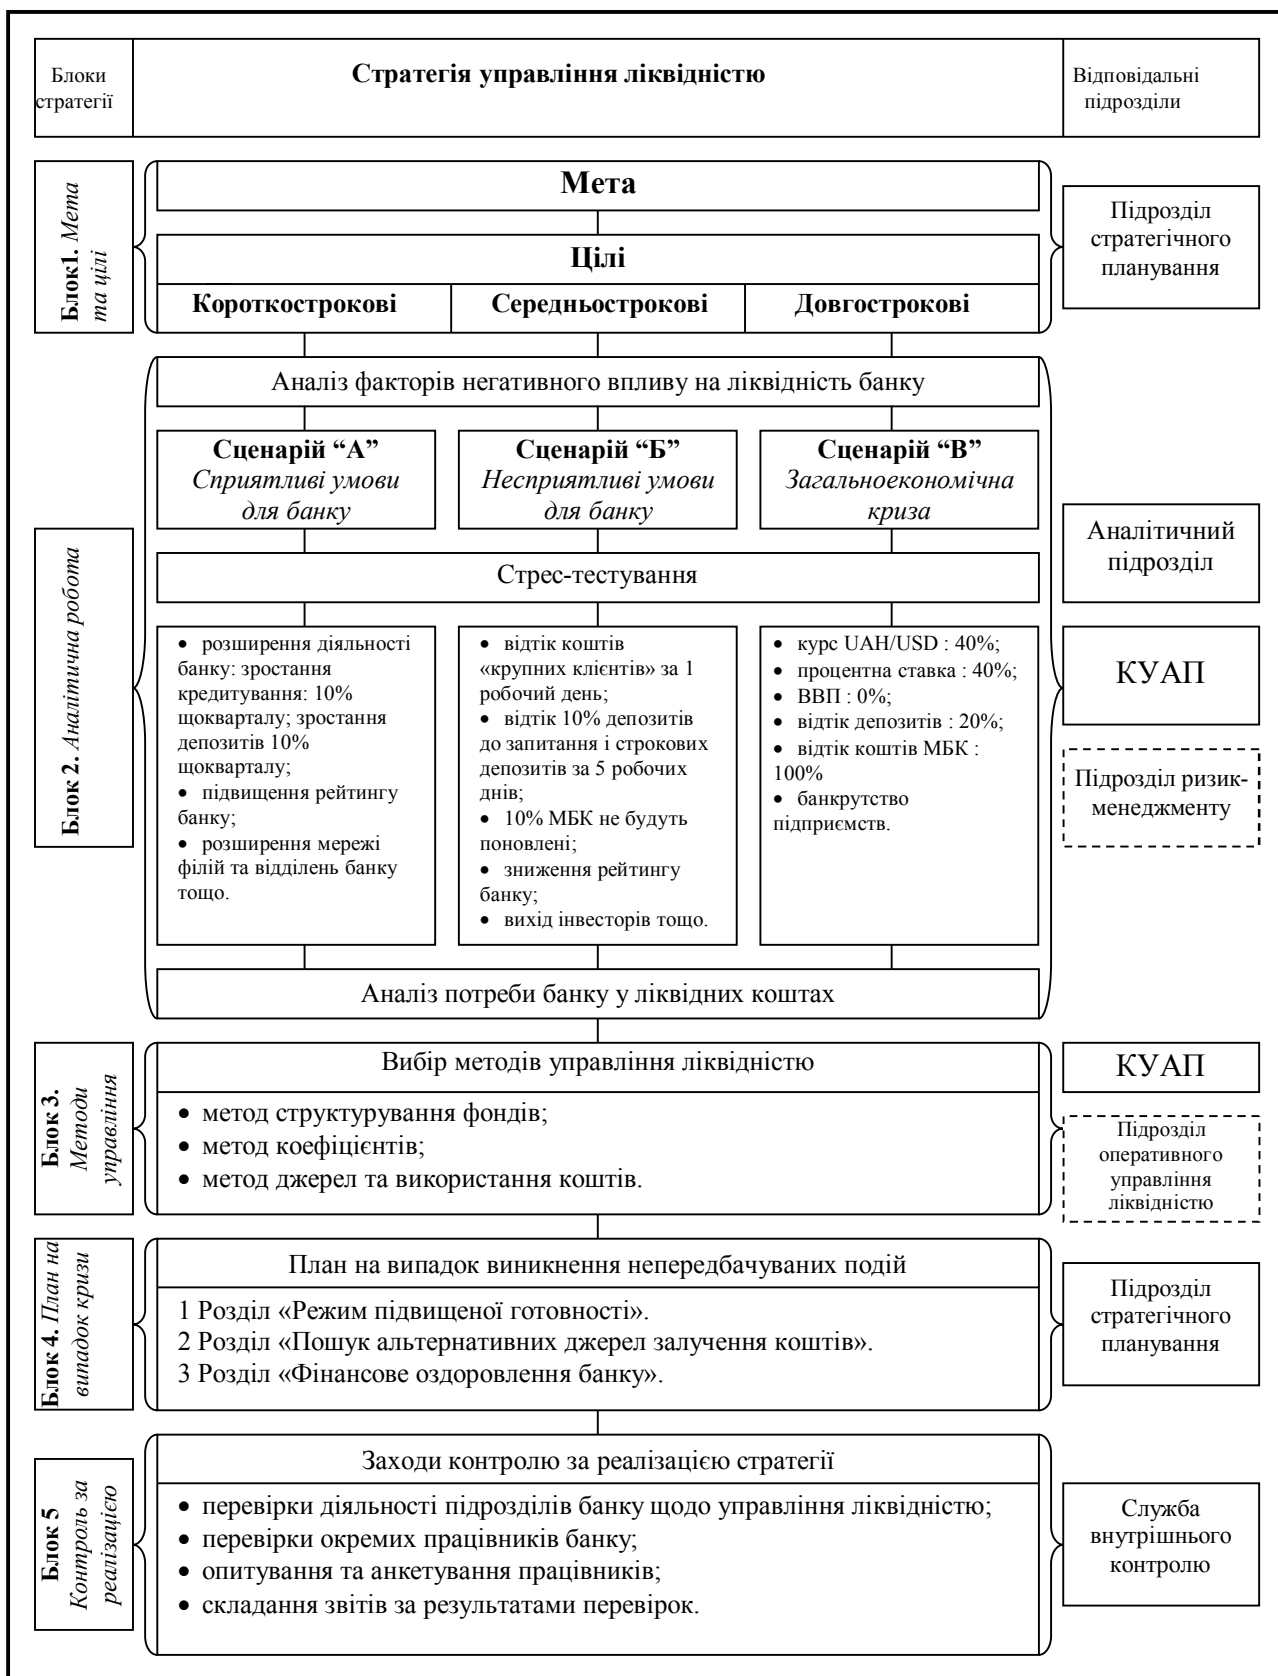 Блоки
стратегії
Стратегія управління ліквідністю
Відповідальні
підрозділи
Блок1. Мета
та цілі
Мета
Цілі
Короткострокові
Середньострокові
Довгострокові
Підрозділ
стратегічного
планування
Блок 2. Аналітична робота
Аналіз факторів негативного впливу на ліквідність банку
Сценарій “А”
Сприятливі умови
для банку
Сценарій “Б”
Несприятливі умови
для банку
Сценарій “В”
Загальноекономічна
криза
Стрес-тестування
• розширення діяльності
банку: зростання
кредитування: 10%
щокварталу; зростання
депозитів 10%
щокварталу;
• підвищення рейтингу
банку;
• розширення мережі
філій та відділень банку
тощо.
• відтік коштів
«крупних клієнтів» за 1
робочий день;
• відтік 10% депозитів
до запитання і строкових
депозитів за 5 робочих
днів;
• 10% МБК не будуть
поновлені;
• зниження рейтингу
банку;
• вихід інвесторів тощо.
• курс UAH/USD : 40%;
• процентна ставка : 40%;
• ВВП : 0%;
• відтік депозитів : 20%;
• відтік коштів МБК :
100%
• банкрутство
підприємств.
Аналіз потреби банку у ліквідних коштах
Аналітичний
підрозділ
КУАП
Підрозділ ризик-
менеджменту
Блок 3.
Методи
управління
Вибір методів управління ліквідністю
• метод структурування фондів;
• метод коефіцієнтів;
• метод джерел та використання коштів.
КУАП
Підрозділ
оперативного
управління
ліквідністю
Блок 4. План на
випадок кризи
План на випадок виникнення непередбачуваних подій
1 Розділ «Режим підвищеної готовності».
2 Розділ «Пошук альтернативних джерел залучення коштів».
3 Розділ «Фінансове оздоровлення банку».
Підрозділ
стратегічного
планування
Блок 5
Контроль за
реалізацією
Заходи контролю за реалізацією стратегії
• перевірки діяльності підрозділів банку щодо управління ліквідністю;
• перевірки окремих працівників банку;
• опитування та анкетування працівників;
• складання звітів за результатами перевірок.
Служба
внутрішнього
контролю